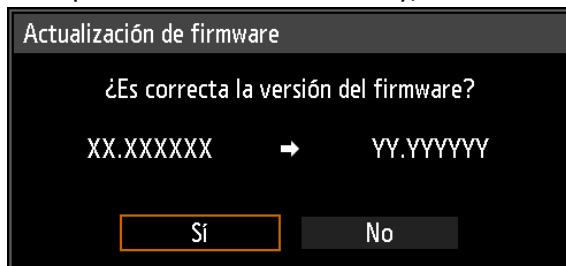 Actualización de firmware
¿Es correcta la versión del firmware?
XX.XXXXXX ➡ YY.YYYYYY
Sí No